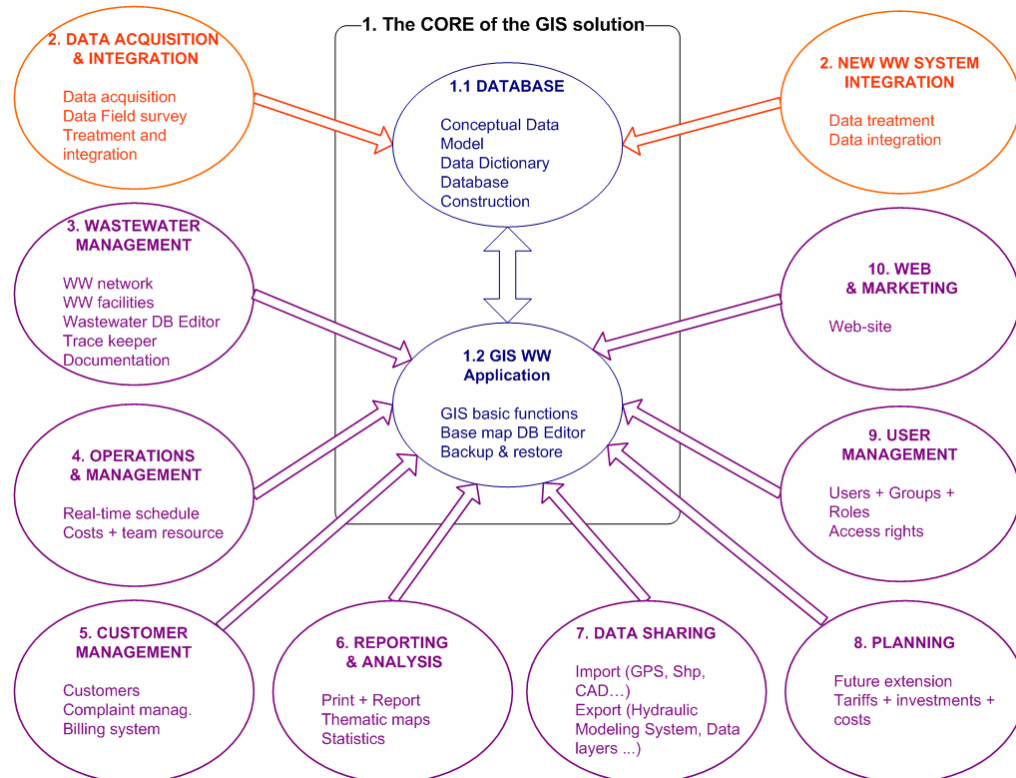 1. The CORE of the GIS solution
2. DATA ACQUISITION
& INTEGRATION
Data acquisition
Data Field survey
Treatment and
integration
1.1 DATABASE
Conceptual Data
Model
Data Dictionary
Database
Construction
2. NEW WW SYSTEM
INTEGRATION
Data treatment
Data integration
3. WASTEWATER
MANAGEMENT
WW network
WW facilities
Wastewater DB Editor
Trace keeper
Documentation
1.2 GIS WW
Application
GIS basic functions
Base map DB Editor
Backup & restore
10. WEB
& MARKETING
Web-site
4. OPERATIONS
& MANAGEMENT
Real-time schedule
Costs + team resource
9. USER
MANAGEMENT
Users + Groups +
Roles
Access rights
5. CUSTOMER
MANAGEMENT
Customers
Complaint manag.
Billing system
6. REPORTING
& ANALYSIS
Print + Report
Thematic maps
Statistics
7. DATA SHARING
Import (GPS, Shp,
CAD…)
Export (Hydraulic
Modeling System, Data
layers ...)
8. PLANNING
Future extension
Tariffs + investments +
costs